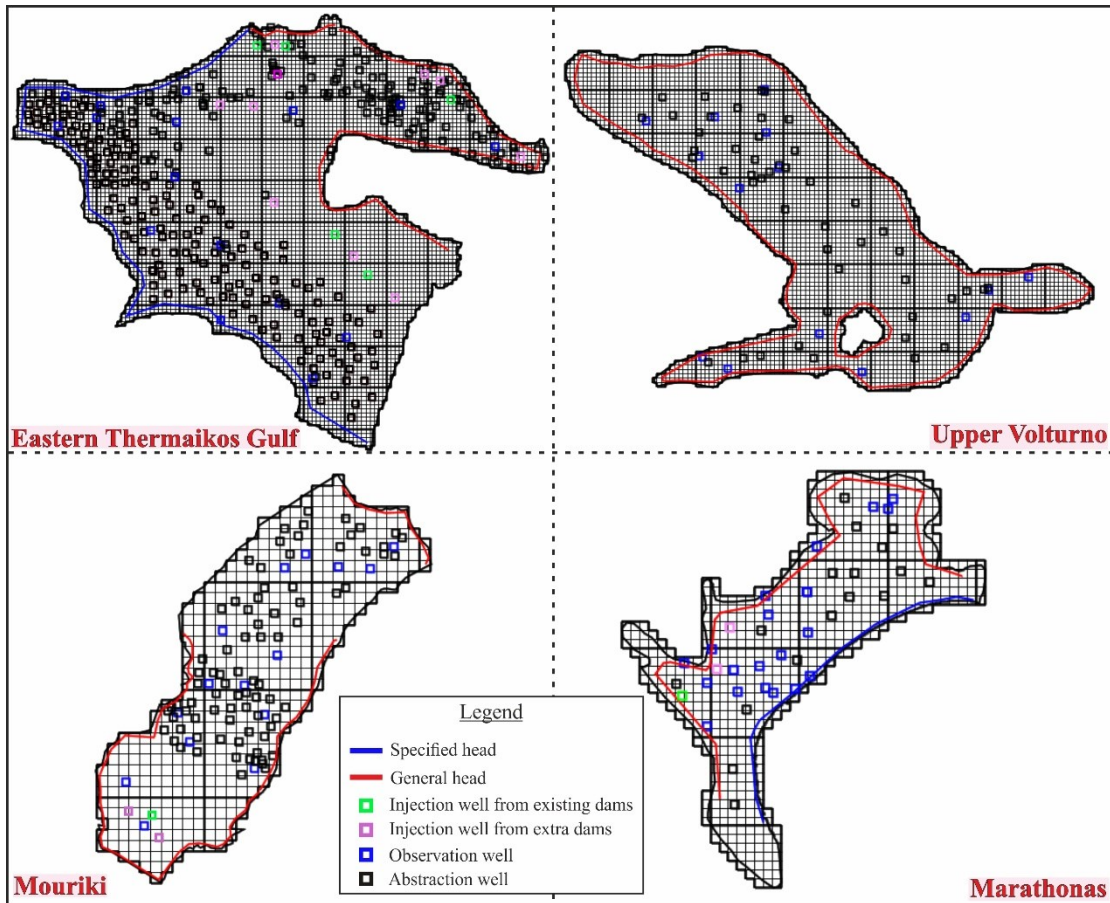 Eastern Thermaikos Gulf
Upper Volturno
Mouriki
Marathonas
Legend
Specified head
General head
Injection well from existing dams
Injection well from extra dams
Observation well
Abstraction well